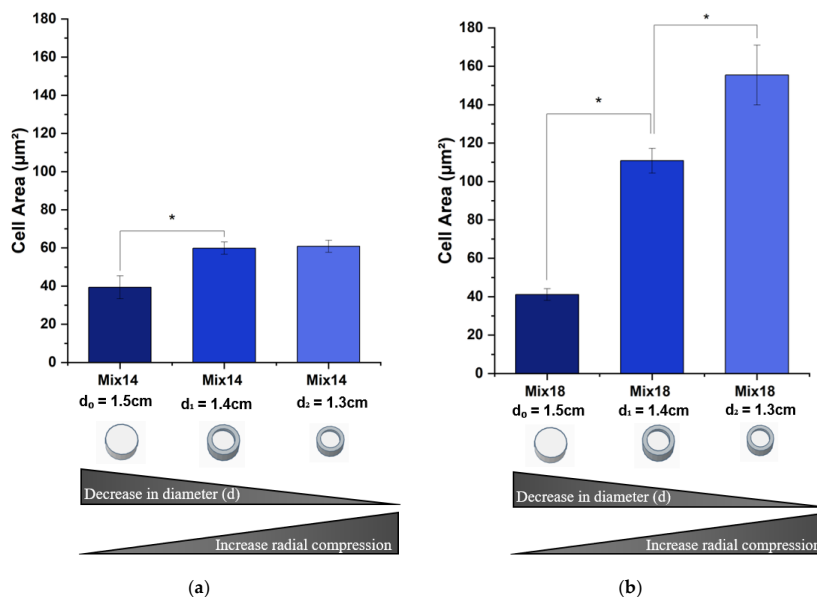 180
160
140
120
100
80
60
40
20
0
Cell Area (µm²)
*
Mix14 Mix14 Mix14
d₀ = 1.5cm d₁ = 1.4cm d₂ = 1.3cm
Decrease in diameter (d)
Increase radial compression
(a)
180
160
140
120
100
80
60
40
20
0
Cell Area (µm²)
*
*
Mix18 Mix18 Mix18
d₀ = 1.5cm d₁ = 1.4cm d₂ = 1.3cm
Decrease in diameter (d)
Increase radial compression
(b)